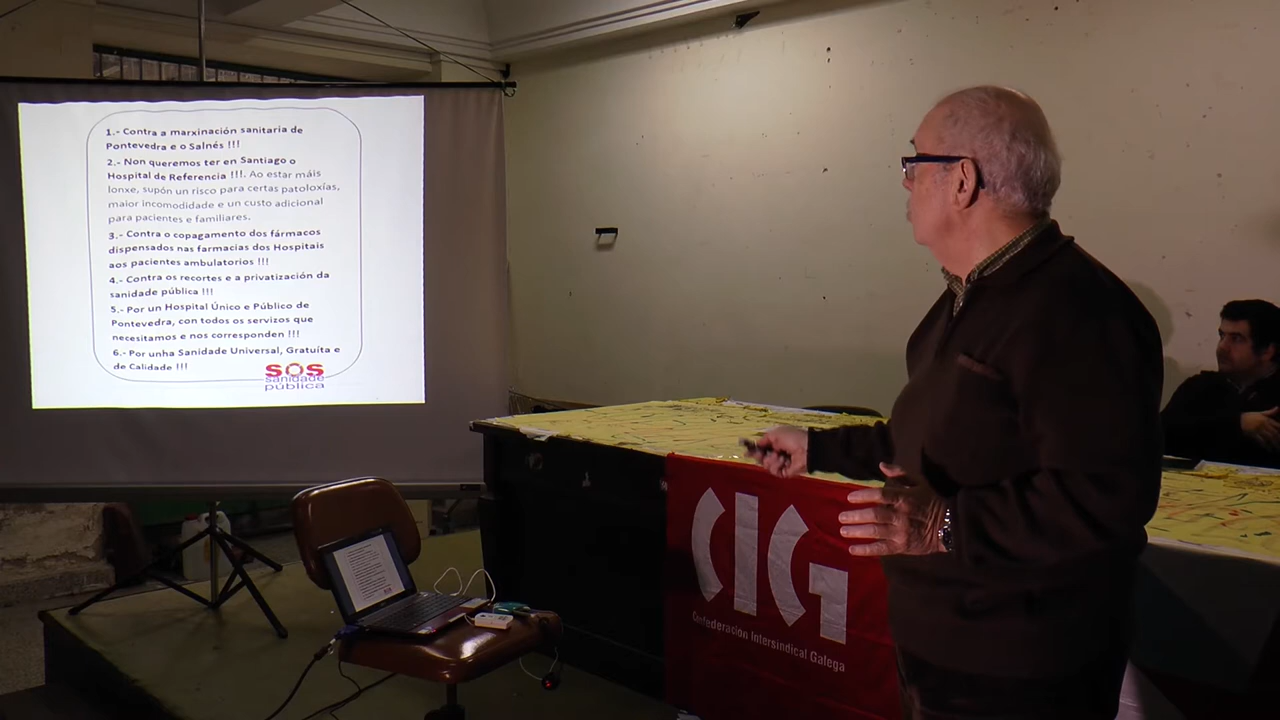 1.- Contra a marxinación sanitaria de
Pontevedra e o Salnés !!!
2.- Non queremos ter en Santiago o
Hospital de Referencia !!!. Ao estar máis
lonxe, supón un risco para certas patoloxías,
maior incomodidade e un custo adicional
para pacientes e familiares.
3.- Contra o copagamento dos fármacos
dispensados nas farmacias dos Hospitais
aos pacientes ambulatorios !!!
4.- Contra os recortes e a privatización da
sanidade pública !!!
5.- Por un Hospital Único e Público de
Pontevedra, con todos os servizos que
necesitamos e nos corresponden !!!
6.- Por unha Sanidade Universal, Gratuíta e
de Calidade !!!
SOS
sanidade
pública
CIG
Confederación Intersindical Galega